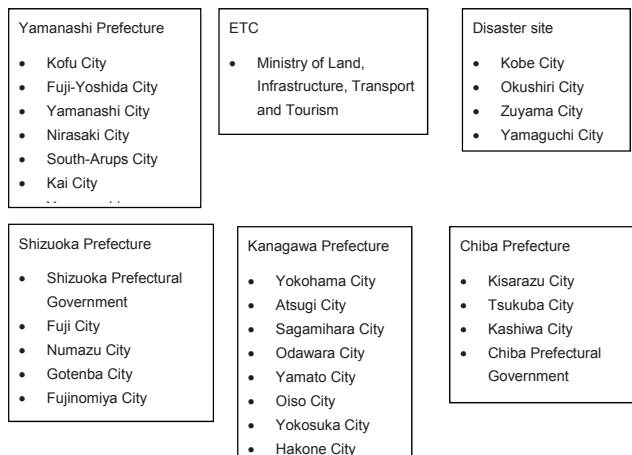 Yamanashi Prefecture
• Kofu City
• Fuji-Yoshida City
• Yamanashi City
• Nirasaki City
• South-Arups City
• Kai City
ETC
• Ministry of Land,
Infrastructure, Transport
and Tourism
Disaster site
• Kobe City
• Okushiri City
• Zuyama City
• Yamaguchi City
Shizuoka Prefecture
• Shizuoka Prefectural
Government
• Fuji City
• Numazu City
• Gotenba City
• Fujinomiya City
Kanagawa Prefecture
• Yokohama City
• Atsugi City
• Sagamihara City
• Odawara City
• Yamato City
• Oiso City
• Yokosuka City
• Hakone City
Chiba Prefecture
• Kisarazu City
• Tsukuba City
• Kashiwa City
• Chiba Prefectural
Government